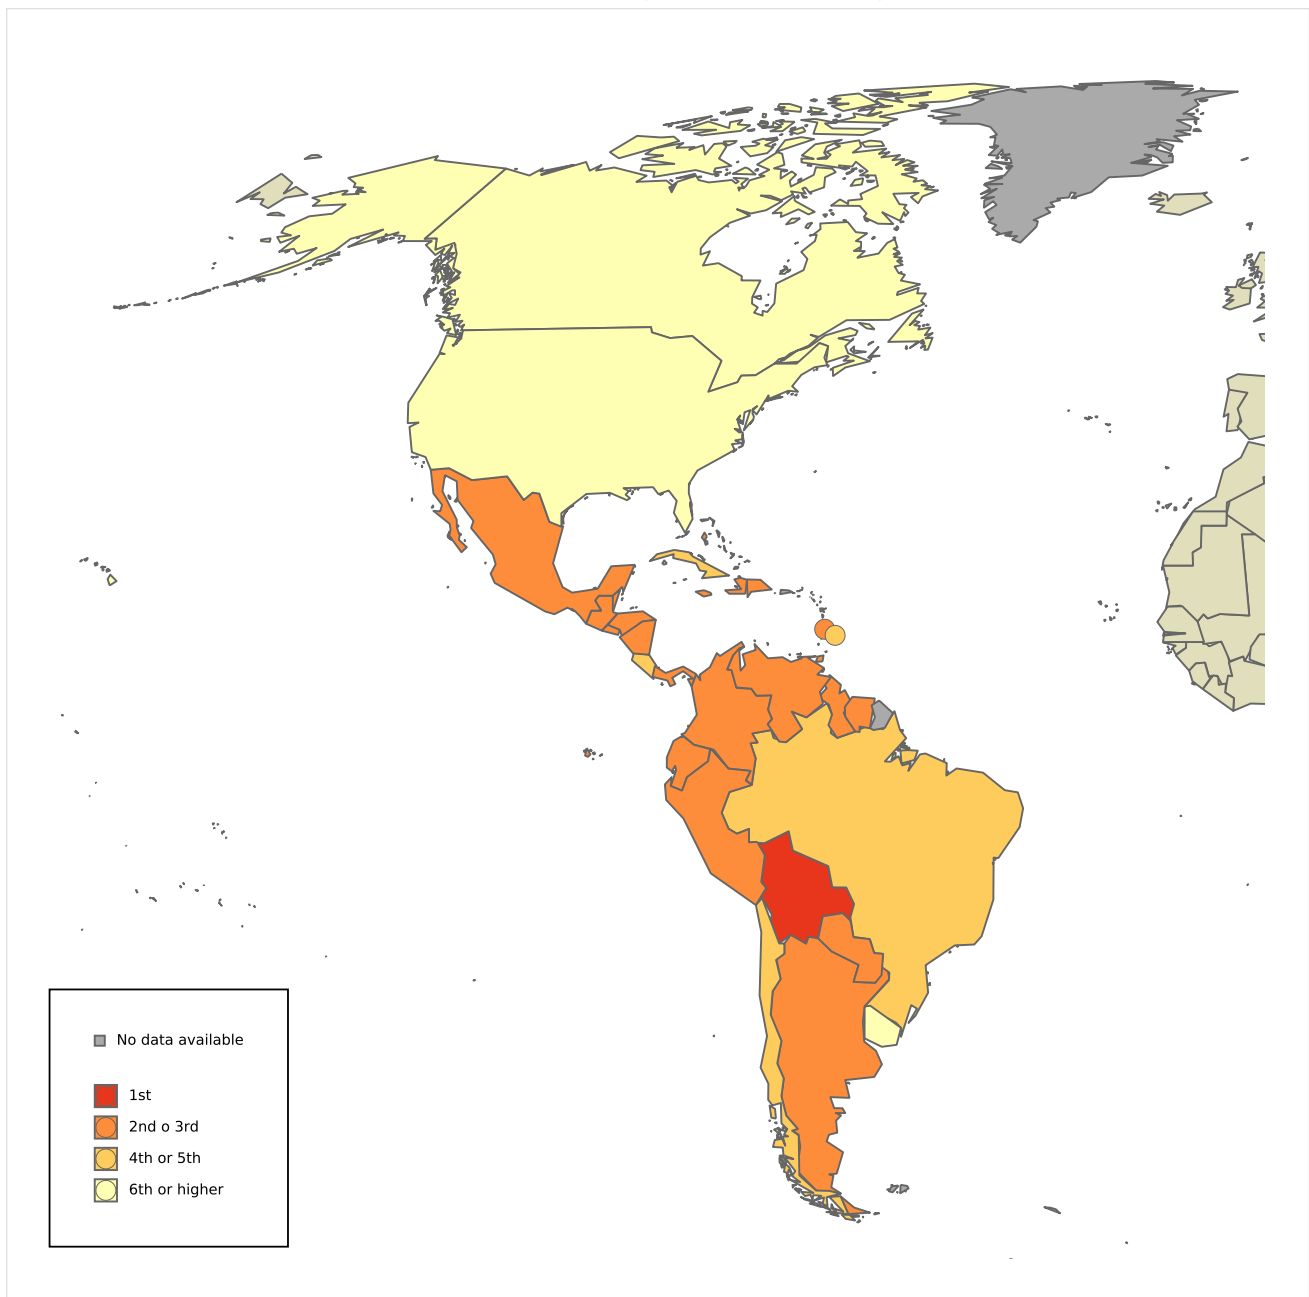 No data available
1st
2nd o 3rd
4th or 5th
6th or higher